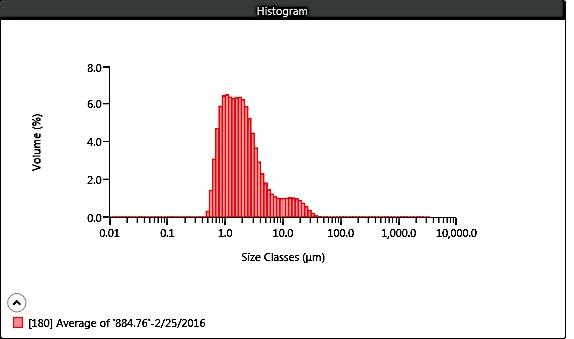 Histogram
8.0
6.0
Volume (%)
4.0
2.0
0.0
0.01 0.1 1.0 10.0 100.0 1,000.0 10,000.0
Size Classes (µm)
[180] Average of "884.76"-2/25/2016